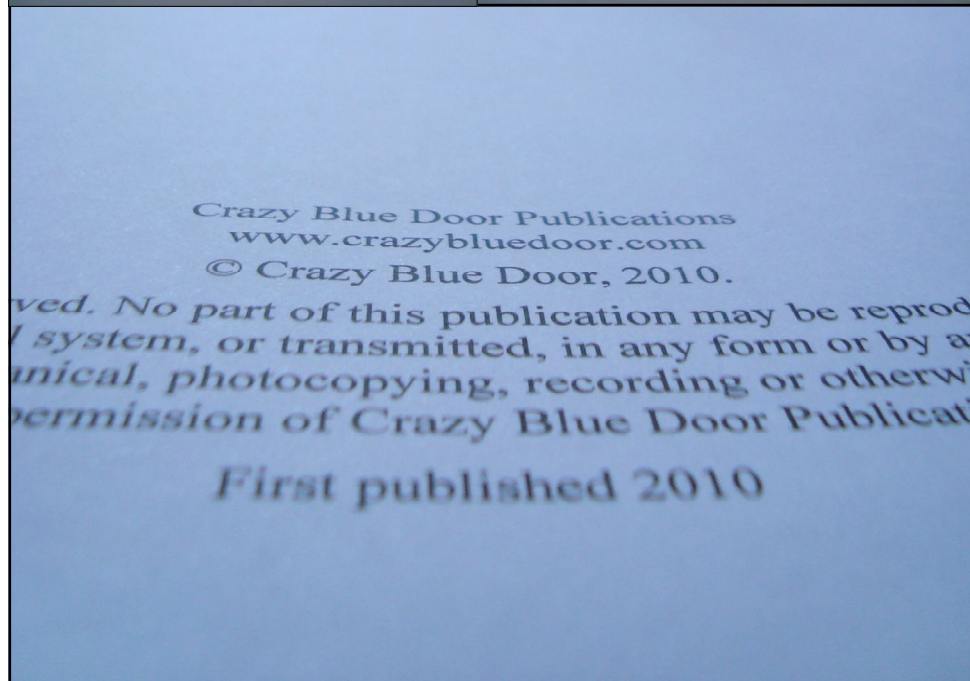 Crazy Blue Door Publications
www.crazybluedoor.com
© Crazy Blue Door, 2010.
ved. No part of this publication may be reprod
system, or transmitted, in any form or by a
nical, photocopying, recording or otherwi
permission of Crazy Blue Door Publicati
First published 2010